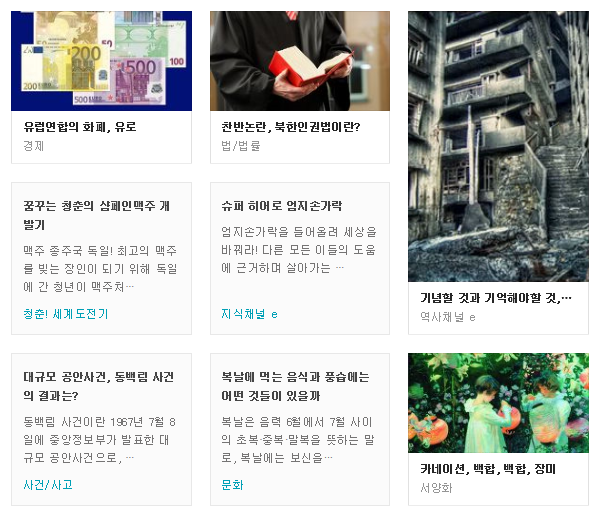 유럽연합의 화폐, 유로
경제
찬반논란, 북한인권법이란?
법/법률
기념할 것과 기억해야할 것,…
역사채널 e
꿈꾸는 청춘의 샴페인맥주 개
발기
맥주 종주국 독일! 최고의 맥주
를 빚는 장인이 되기 위해 독일
에 간 청년이 맥주처…
청춘! 세계도전기
슈퍼 히어로 엄지손가락
엄지손가락을 들어올려 세상을
바꿔라! 다른 모든 이들의 도움
에 근거하며 살아가는 …
지식채널 e
대규모 공안사건, 동백림 사건
의 결과는?
동백림 사건이란 1967년 7월 8
일에 중앙정보부가 발표한 대
규모 공안사건으로, …
사건/사고
복날에 먹는 음식과 풍습에는
어떤 것들이 있을까
복날은 음력 6월에서 7월 사이
의 초복·중복·말복을 뜻하는 말
로, 복날에는 보신을…
문화
카네이션, 백합, 백합, 장미
서양화
200
200
500
500
100